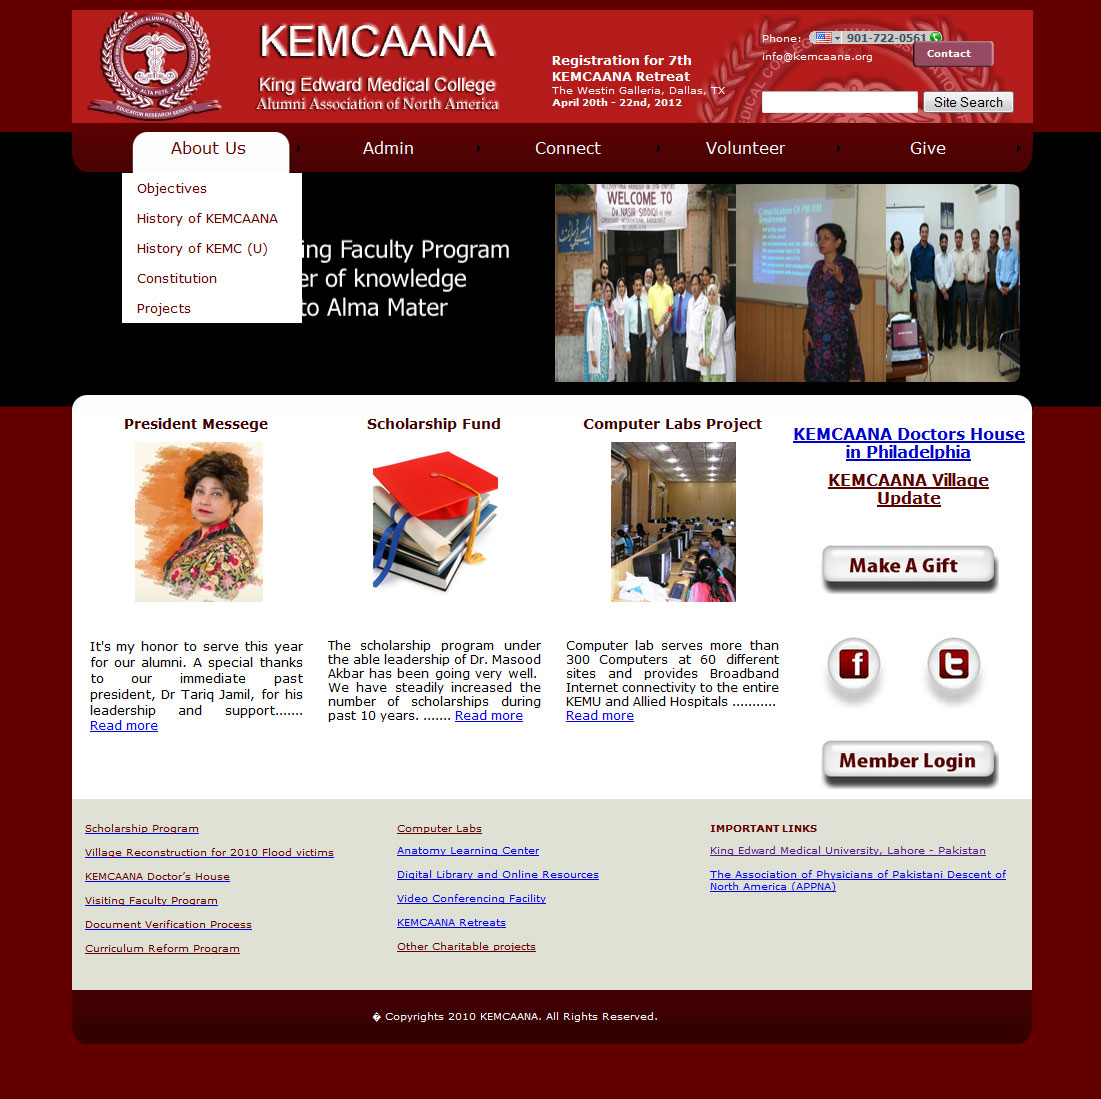 KEMCAANA
King Edward Medical College
Alumni Association of North America
Registration for 7th
KEMCAANA Retreat
The Westin Galleria, Dallas, TX
April 20th - 22nd, 2012
Phone: 901-722-0561
info@kemcaana.org
Contact
Site Search
About Us
Admin
Connect
Volunteer
Give
Objectives
History of KEMCAANA
History of KEMC (U)
Constitution
Projects
ing Faculty Program
er of knowledge
to Alma Mater
WELCOME TO
Dr. NASIR SIDDIQI
President Messege
It's my honor to serve this year
for our alumni. A special thanks
to our immediate past
president, Dr Tariq Jamil, for his
leadership and support.......
Read more
Scholarship Fund
The scholarship program under
the able leadership of Dr. Masood
Akbar has been going very well.
We have steadily increased the
number of scholarships during
past 10 years. ....... Read more
Computer Labs Project
Computer lab serves more than
300 Computers at 60 different
sites and provides Broadband
Internet connectivity to the entire
KEMU and Allied Hospitals ...........
Read more
KEMCAANA Doctors House
in Philadelphia
KEMCAANA Village
Update
Make A Gift
Member Login
Scholarship Program
Village Reconstruction for 2010 Flood victims
KEMCAANA Doctor's House
Visiting Faculty Program
Document Verification Process
Curriculum Reform Program
Computer Labs
Anatomy Learning Center
Digital Library and Online Resources
Video Conferencing Facility
KEMCAANA Retreats
Other Charitable projects
IMPORTANT LINKS
King Edward Medical University, Lahore - Pakistan
The Association of Physicians of Pakistani Descent of
North America (APPNA)
� Copyrights 2010 KEMCAANA. All Rights Reserved.